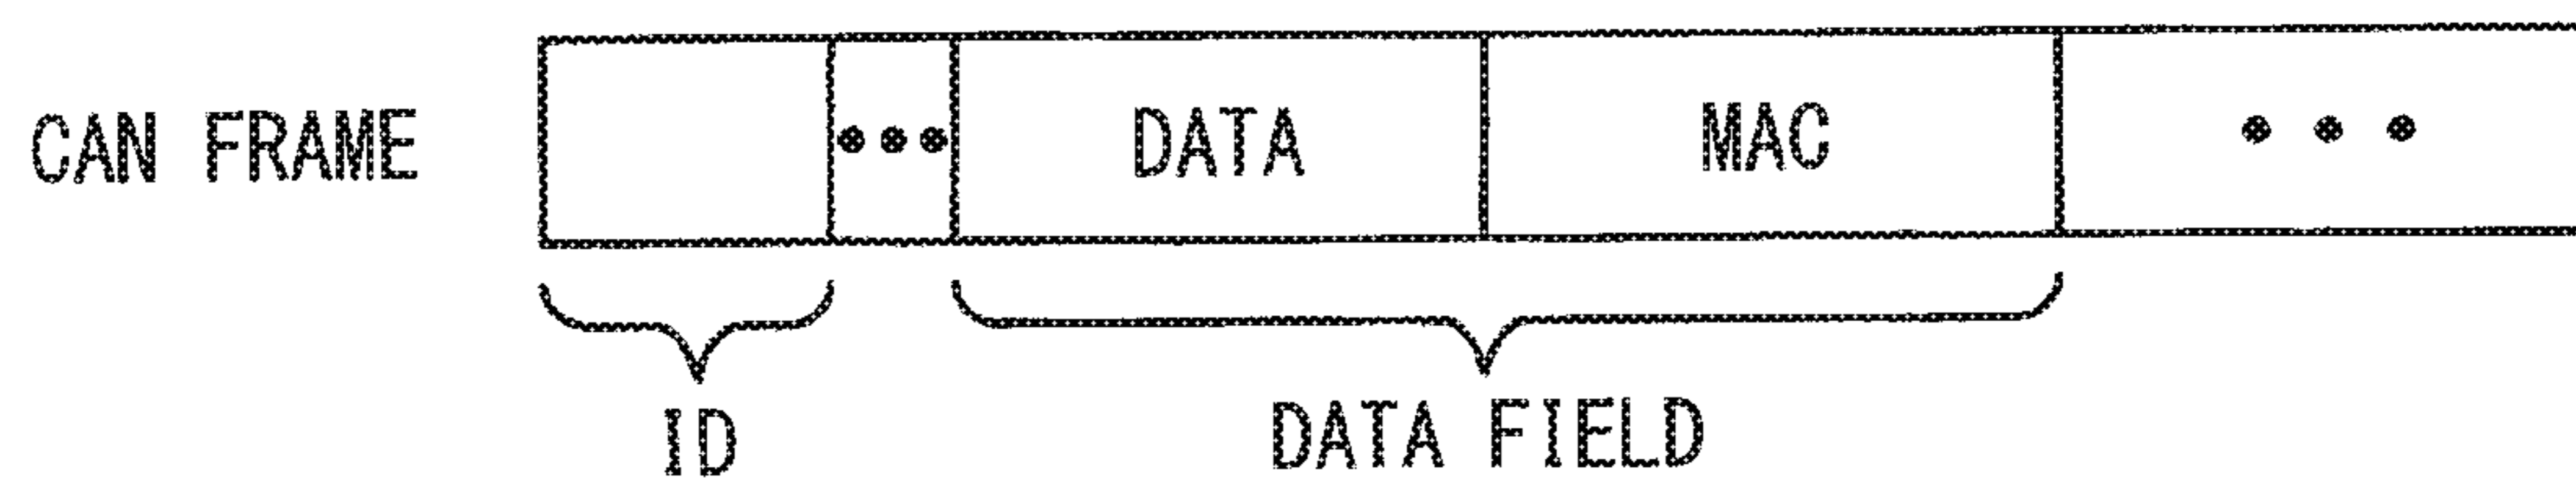 CAN FRAME ••• DATA MAC •••
ID DATA FIELD